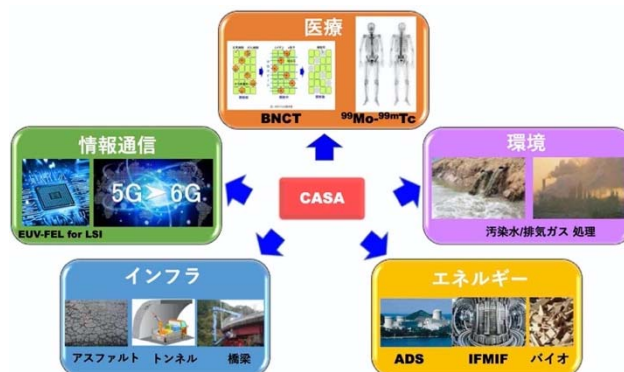 医療
BNCT
⁹⁹Mo-⁹⁹ᵐTc
情報通信
5G＞6G
EUV-FEL for LSI
CASA
環境
汚染水/排気ガス 処理
インフラ
アスファルト
トンネル
橋梁
エネルギー
ADS
IFMIF
バイオ